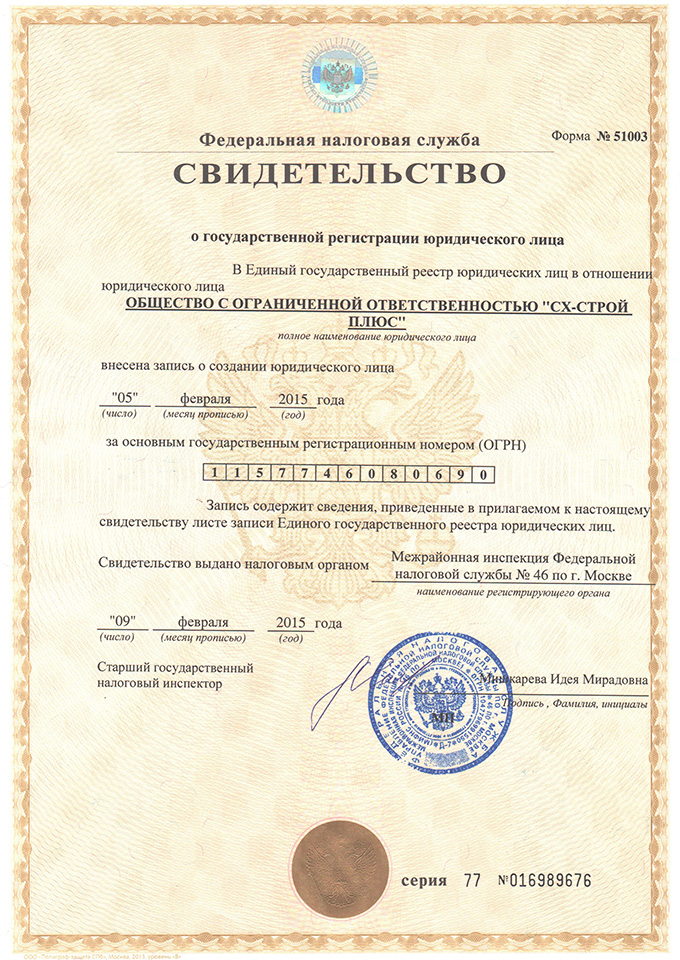 Федеральная налоговая служба
Форма № 51003
СВИДЕТЕЛЬСТВО
о государственной регистрации юридического лица
В Единый государственный реестр юридических лиц в отношении
юридического лица
ОБЩЕСТВО С ОГРАНИЧЕННОЙ ОТВЕТСТВЕННОСТЬЮ "СХ-СТРОЙ
ПЛЮС"
полное наименование юридического лица
внесена запись о создании юридического лица
"05" февраля 2015 года
(число) (месяц прописью) (год)
за основным государственным регистрационным номером (ОГРН)
1 1 5 7 7 4 6 0 8 0 6 9 0
Запись содержит сведения, приведенные в прилагаемом к настоящему
свидетельству листе записи Единого государственного реестра юридических лиц.
Свидетельство выдано налоговым органом
Межрайонная инспекция Федеральной
налоговой службы № 46 по г. Москве
наименование регистрирующего органа
"09" февраля 2015 года
(число) (месяц прописью) (год)
Старший государственный
налоговый инспектор
Идея Мирадовна
Подпись , Фамилия, инициалы
МП
серия 77 №016989676